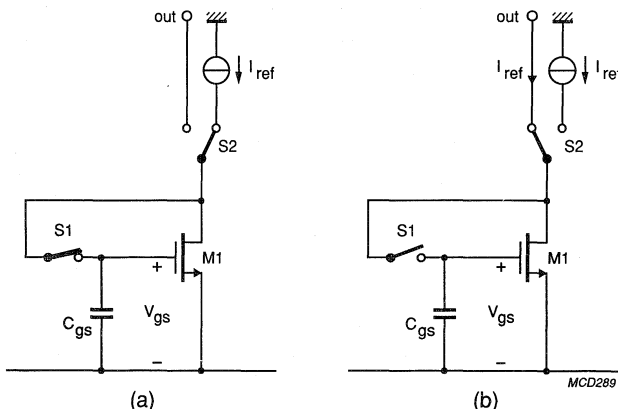 out
I ref
S2
S1
M1
+
V gs
C gs
–
(a)
out
I ref
I ref
S2
S1
M1
+
V gs
C gs
–
MCD289
(b)